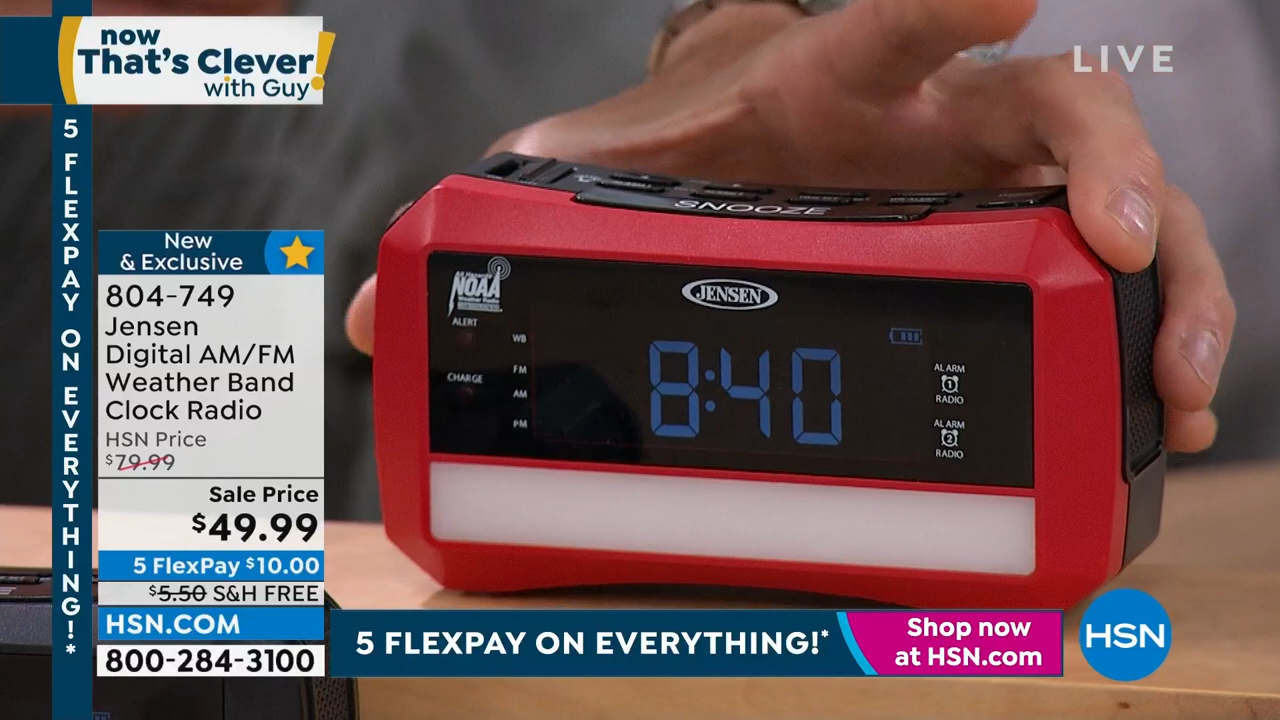 now
That's Clever!
with Guy
LIVE
5 FLEXPAY ON EVERYTHING!*
New
& Exclusive
804-749
Jensen
Digital AM/FM
Weather Band
Clock Radio
HSN Price
$79.99
Sale Price
$49.99
5 FlexPay $10.00
$5.50 S&H FREE
HSN.COM
800-284-3100
SNOOZE
NOAA
Weather Radio
JENSEN
ALERT
WB
CHARGE
FM
AM
PM
8:40
ALARM
1
RADIO
ALARM
2
RADIO
5 FLEXPAY ON EVERYTHING!*
Shop now
at HSN.com
HSN